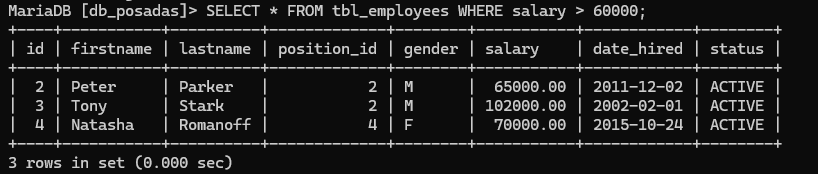 MariaDB [db_posadas]> SELECT * FROM tbl_employees WHERE salary > 60000;
+----+-----------+----------+-------------+--------+-----------+------------+--------+
| id | firstname | lastname | position_id | gender | salary    | date_hired | status |
+----+-----------+----------+-------------+--------+-----------+------------+--------+
|  2 | Peter     | Parker   |           2 | M      |  65000.00 | 2011-12-02 | ACTIVE |
|  3 | Tony      | Stark    |           2 | M      | 102000.00 | 2002-02-01 | ACTIVE |
|  4 | Natasha   | Romanoff |           4 | F      |  70000.00 | 2015-10-24 | ACTIVE |
+----+-----------+----------+-------------+--------+-----------+------------+--------+
3 rows in set (0.000 sec)